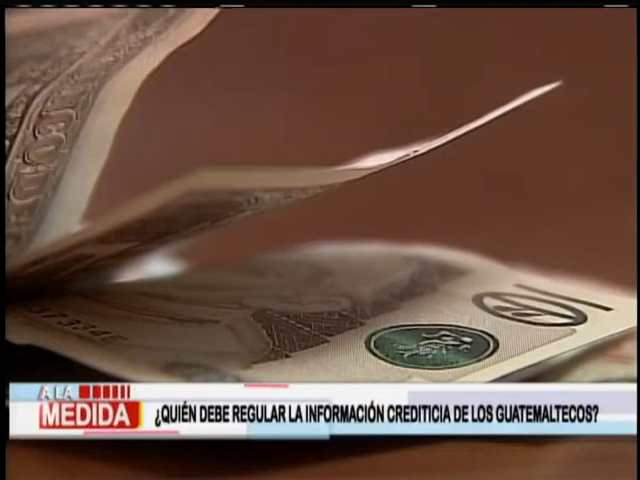 A LA
MEDIDA
¿QUIÉN DEBE REGULAR LA INFORMACIÓN CREDITICIA DE LOS GUATEMALTECOS?